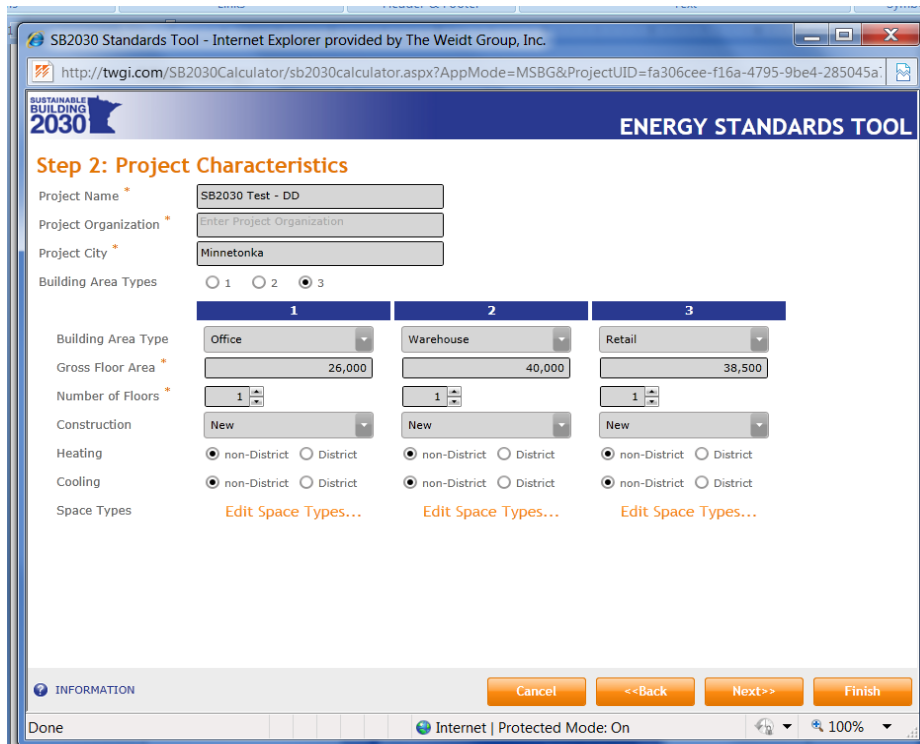 SB2030 Standards Tool - Internet Explorer provided by The Weidt Group, Inc.
http://twgi.com/SB2030Calculator/sb2030calculator.aspx?AppMode=MSBG&ProjectUID=fa306cee-f16a-4795-9be4-285045a
SUSTAINABLE
BUILDING
2030
ENERGY STANDARDS TOOL
Step 2: Project Characteristics
Project Name * SB2030 Test - DD
Project Organization * Enter Project Organization
Project City * Minnetonka
Building Area Types 1 2 3
1 2 3
Building Area Type Office Warehouse Retail
Gross Floor Area * 26,000 40,000 38,500
Number of Floors * 1 1 1
Construction New New New
Heating non-District District non-District District non-District District
Cooling non-District District non-District District non-District District
Space Types Edit Space Types... Edit Space Types... Edit Space Types...
INFORMATION Cancel <<Back Next>> Finish
Done Internet | Protected Mode: On 100%